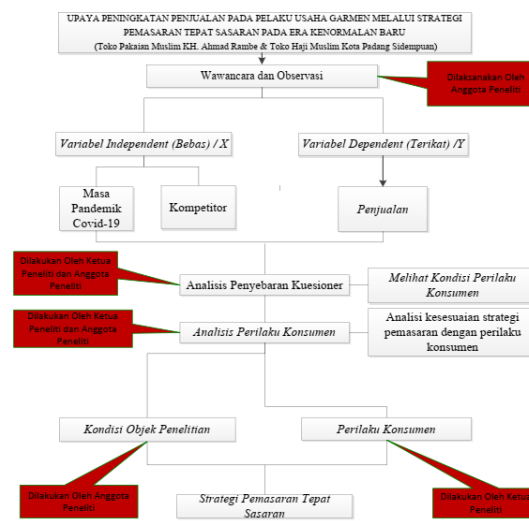 UPAYA PENINGKATAN PENJUALAN PADA PELAKU USAHA GARMEN MELALUI STRATEGI
PEMASARAN TEPAT SASARAN PADA ERA KENORMALAN BARU
(Toko Pakaian Muslim KH. Ahmad Rambe & Toko Haji Muslim Kota Padang Sidempuan)
Wawancara dan Observasi
Dilaksanakan Oleh
Anggota Peneliti
Variabel Independent (Bebas) / X
Variabel Dependent (Terikat) /Y
Masa
Pandemik
Covid-19
Kompetitor
Penjualan
Dilakukan Oleh Ketua
Peneliti dan Anggota
Peneliti
Analisis Penyebaran Kuesioner
Melihat Kondisi Perilaku
Konsumen
Dilakukan Oleh Ketua
Peneliti dan Anggota
Peneliti
Analisis Perilaku Konsumen
Analisi kesesuaian strategi
pemasaran dengan perilaku
konsumen
Kondisi Objek Penelitian
Perilaku Konsumen
Dilakukan Oleh Anggota
Peneliti
Strategi Pemasaran Tepat
Sasaran
Dilakukan Oleh Ketua
Peneliti